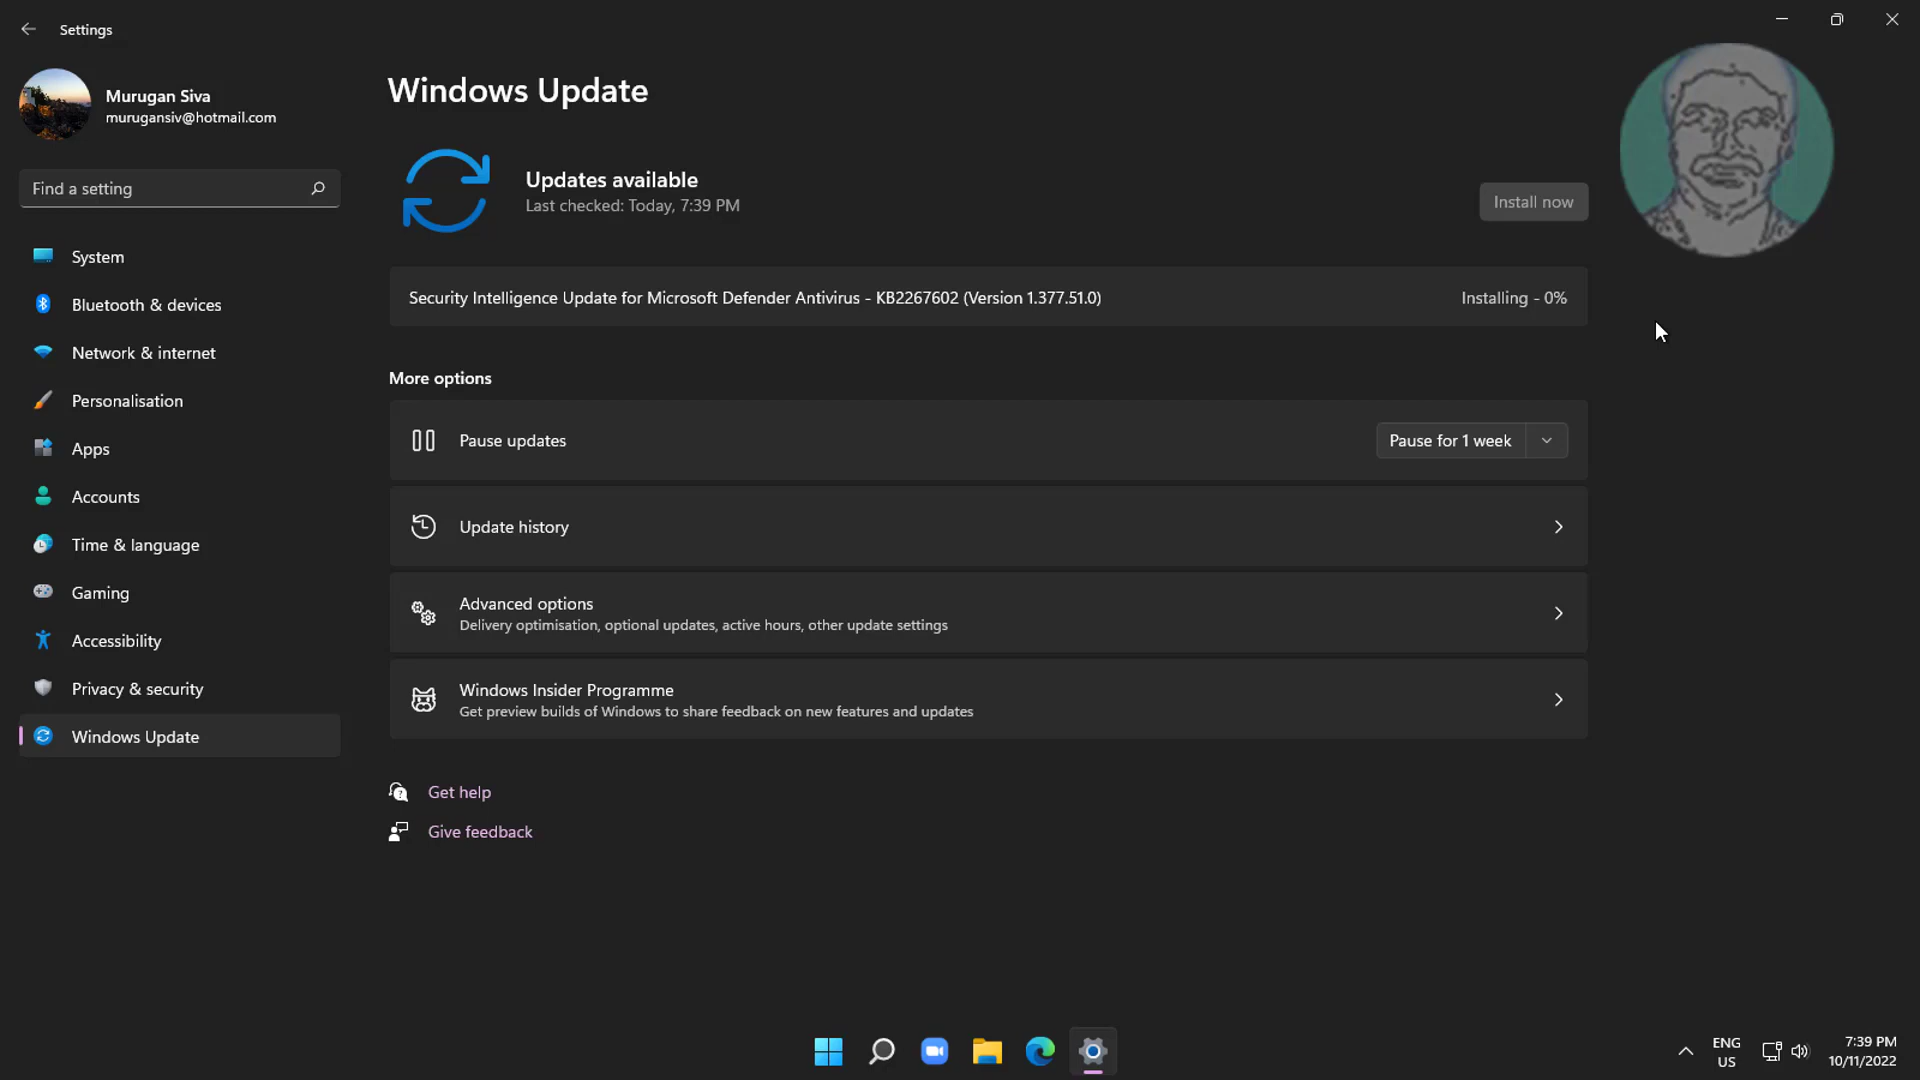 Settings
Murugan Siva
murugansiv@hotmail.com
Find a setting
System
Bluetooth & devices
Network & internet
Personalisation
Apps
Accounts
Time & language
Gaming
Accessibility
Privacy & security
Windows Update
Windows Update
Updates available
Last checked: Today, 7:39 PM
Install now
Security Intelligence Update for Microsoft Defender Antivirus - KB2267602 (Version 1.377.51.0)
Installing - 0%
More options
Pause updates
Pause for 1 week
Update history
Advanced options
Delivery optimisation, optional updates, active hours, other update settings
Windows Insider Programme
Get preview builds of Windows to share feedback on new features and updates
Get help
Give feedback
ENG
US
7:39 PM
10/11/2022